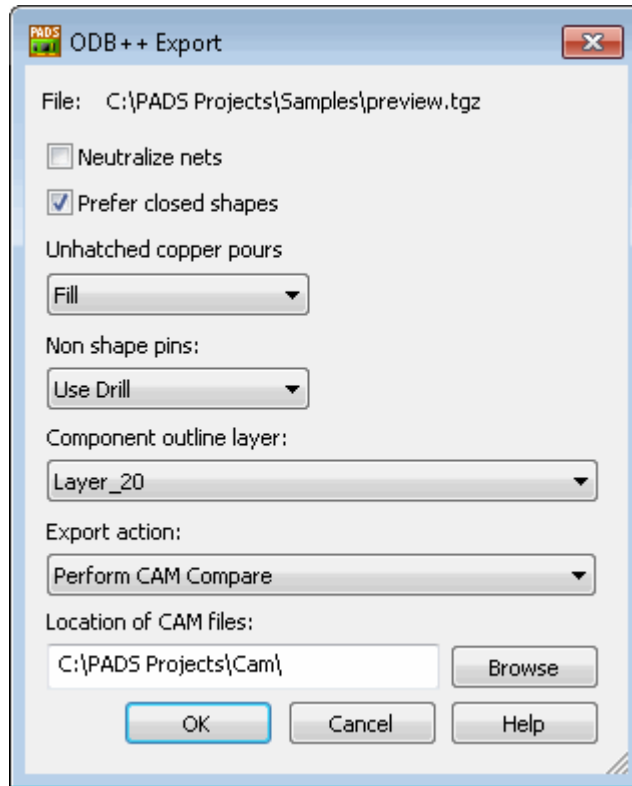 PADS
ODB++ Export
File: C:\PADS Projects\Samples\preview.tgz
Neutralize nets
Prefer closed shapes
Unhatched copper pours
Fill
Non shape pins:
Use Drill
Component outline layer:
Layer_20
Export action:
Perform CAM Compare
Location of CAM files:
C:\PADS Projects\Cam\
Browse
OK Cancel Help